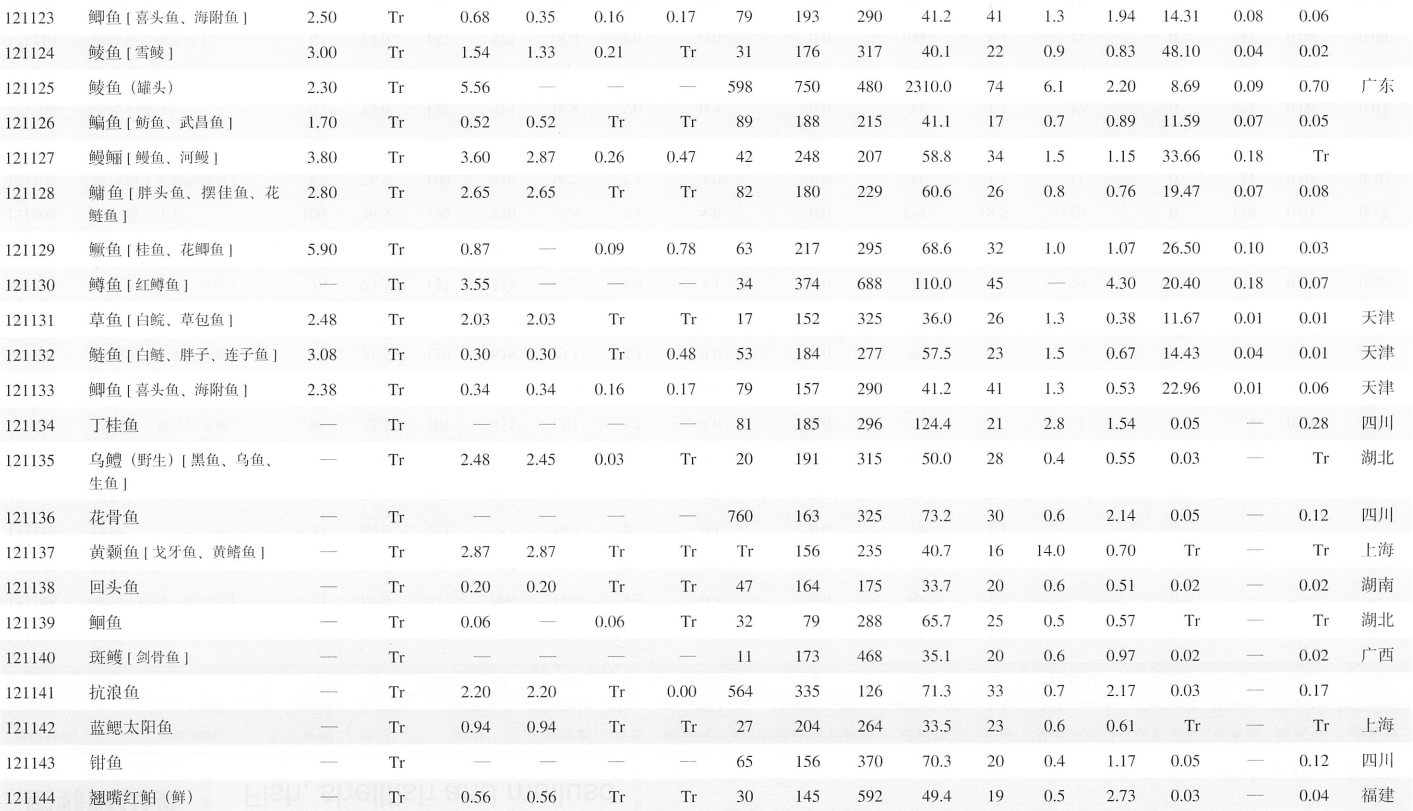 121123 鲫鱼 [ 喜头鱼、海附鱼 ] 2.50 Tr 0.68 0.35 0.16 0.17 79 193 290 41.2 41 1.3 1.94 14.31 0.08 0.06
121124 鲮鱼 [ 雪鲮 ] 3.00 Tr 1.54 1.33 0.21 Tr 31 176 317 40.1 22 0.9 0.83 48.10 0.04 0.02
121125 鲮鱼（罐头） 2.30 Tr 5.56 — — — 598 750 480 2310.0 74 6.1 2.20 8.69 0.09 0.70 广东
121126 鳊鱼 [ 鲂鱼、武昌鱼 ] 1.70 Tr 0.52 0.52 Tr Tr 89 188 215 41.1 17 0.7 0.89 11.59 0.07 0.05
121127 鳗鲡 [ 鳗鱼、河鳗 ] 3.80 Tr 3.60 2.87 0.26 0.47 42 248 207 58.8 34 1.5 1.15 33.66 0.18 Tr
121128 鳙鱼 [ 胖头鱼、摆佳鱼、花 2.80 Tr 2.65 2.65 Tr Tr 82 180 229 60.6 26 0.8 0.76 19.47 0.07 0.08
鲢鱼 ]
121129 鳜鱼 [ 桂鱼、花鲫鱼 ] 5.90 Tr 0.87 — 0.09 0.78 63 217 295 68.6 32 1.0 1.07 26.50 0.10 0.03
121130 鳟鱼 [ 红鳟鱼 ] — Tr 3.55 — — — 34 374 688 110.0 45 — 4.30 20.40 0.18 0.07
121131 草鱼 [ 白鲩、草包鱼 ] 2.48 Tr 2.03 2.03 Tr Tr 17 152 325 36.0 26 1.3 0.38 11.67 0.01 0.01 天津
121132 鲢鱼 [ 白鲢、胖子、连子鱼 ] 3.08 Tr 0.30 0.30 Tr 0.48 53 184 277 57.5 23 1.5 0.67 14.43 0.04 0.01 天津
121133 鲫鱼 [ 喜头鱼、海附鱼 ] 2.38 Tr 0.34 0.34 0.16 0.17 79 157 290 41.2 41 1.3 0.53 22.96 0.01 0.06 天津
121134 丁桂鱼 — Tr — — — — 81 185 296 124.4 21 2.8 1.54 0.05 — 0.28 四川
121135 乌鳢（野生）[ 黑鱼、乌鱼、 — Tr 2.48 2.45 0.03 Tr 20 191 315 50.0 28 0.4 0.55 0.03 — Tr 湖北
生鱼 ]
121136 花骨鱼 — Tr — — — — 760 163 325 73.2 30 0.6 2.14 0.05 — 0.12 四川
121137 黄颡鱼 [ 戈牙鱼、黄鳍鱼 ] — Tr 2.87 2.87 Tr Tr Tr 156 235 40.7 16 14.0 0.70 Tr — Tr 上海
121138 回头鱼 — Tr 0.20 0.20 Tr Tr 47 164 175 33.7 20 0.6 0.51 0.02 — 0.02 湖南
121139 鮰鱼 — Tr 0.06 — 0.06 Tr 32 79 288 65.7 25 0.5 0.57 Tr — Tr 湖北
121140 斑鳠 [ 剑骨鱼 ] — Tr — — — — 11 173 468 35.1 20 0.6 0.97 0.02 — 0.02 广西
121141 抗浪鱼 — Tr 2.20 2.20 Tr 0.00 564 335 126 71.3 33 0.7 2.17 0.03 — 0.17
121142 蓝鳃太阳鱼 — Tr 0.94 0.94 Tr Tr 27 204 264 33.5 23 0.6 0.61 Tr — Tr 上海
121143 钳鱼 — Tr — — — — 65 156 370 70.3 20 0.4 1.17 0.05 — 0.12 四川
121144 翘嘴红鲌（鲜） — Tr 0.56 0.56 Tr Tr 30 145 592 49.4 19 0.5 2.73 0.03 — 0.04 福建